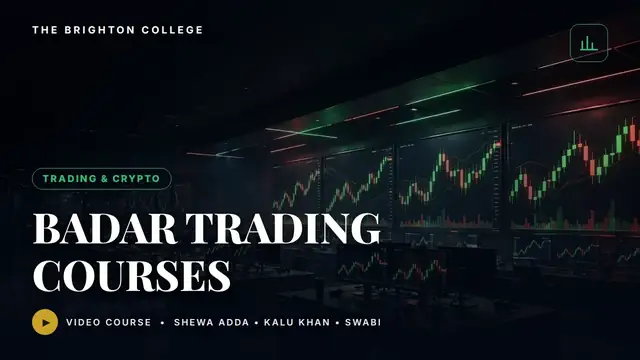 THE BRIGHTON COLLEGE
TRADING & CRYPTO
BADAR TRADING
COURSES
VIDEO COURSE • SHEWA ADDA • KALU KHAN • SWABI